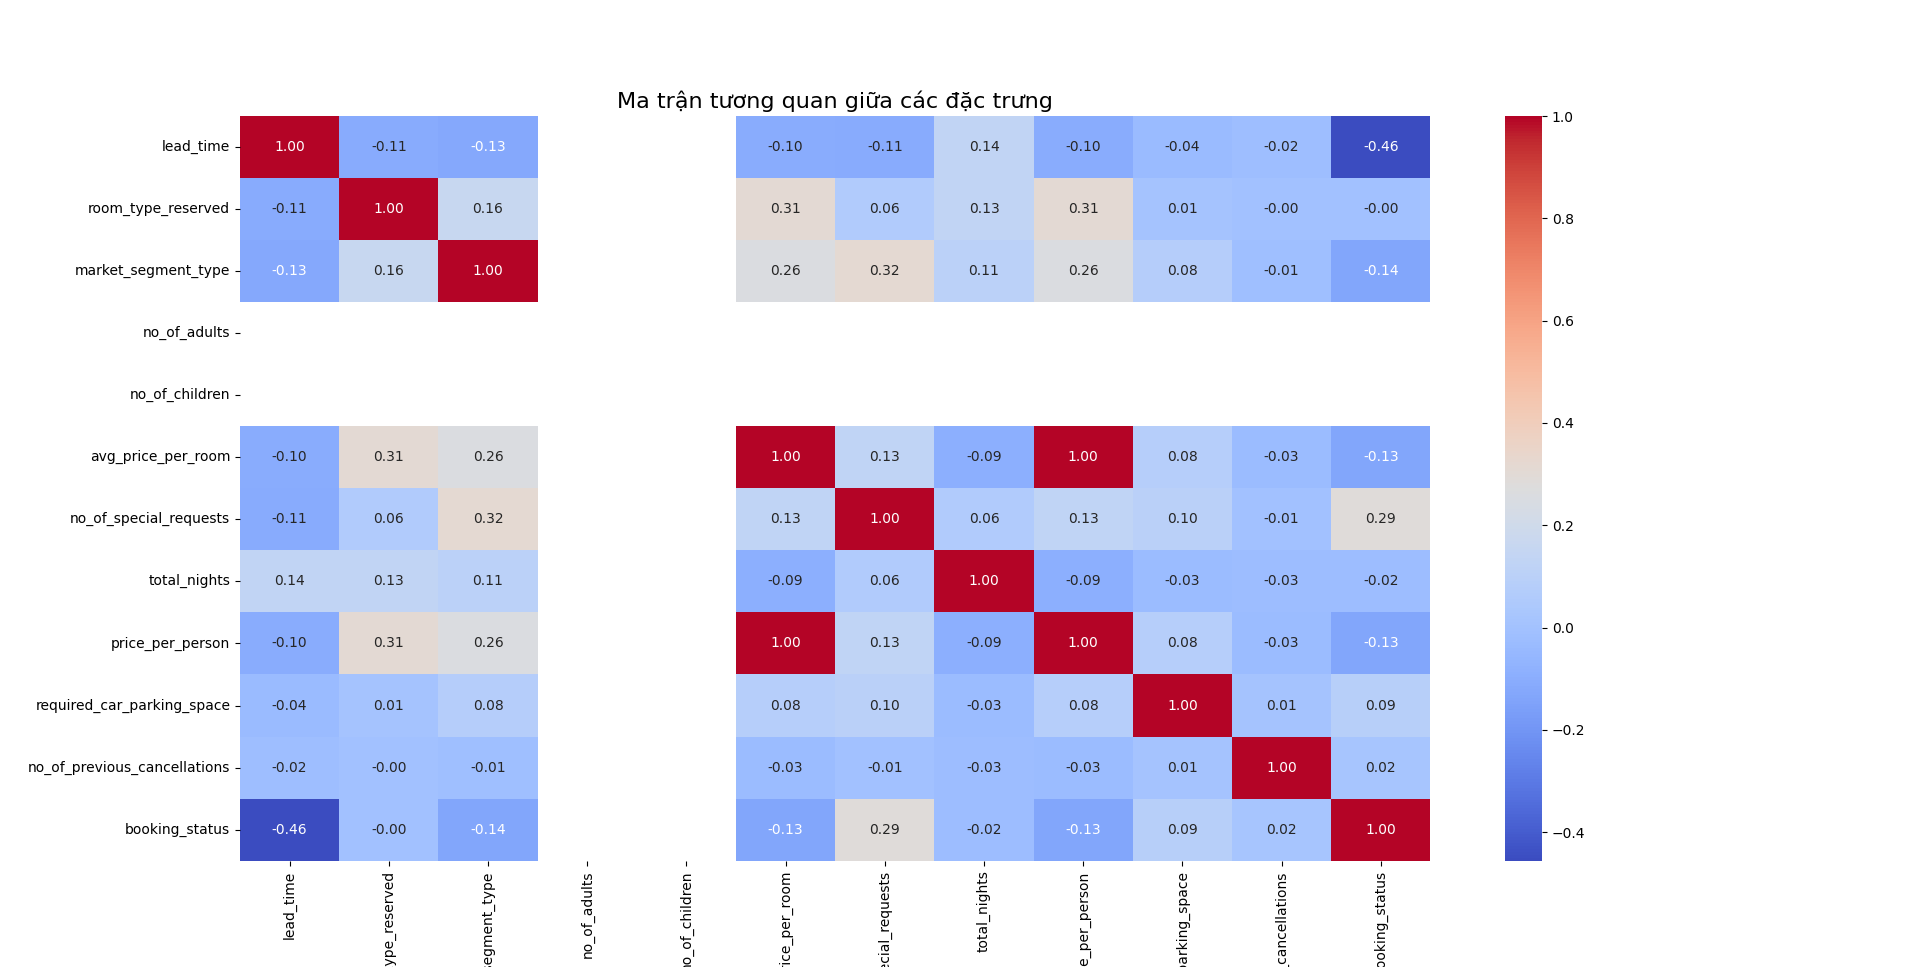 Ma trận tương quan giữa các đặc trưng
lead_time 1.00 -0.11 -0.13 -0.10 -0.11 0.14 -0.10 -0.04 -0.02 -0.46
room_type_reserved -0.11 1.00 0.16 0.31 0.06 0.13 0.31 0.01 -0.00 -0.00
market_segment_type -0.13 0.16 1.00 0.26 0.32 0.11 0.26 0.08 -0.01 -0.14
no_of_adults
no_of_children
avg_price_per_room -0.10 0.31 0.26 1.00 0.13 -0.09 1.00 0.08 -0.03 -0.13
no_of_special_requests -0.11 0.06 0.32 0.13 1.00 0.06 0.13 0.10 -0.01 0.29
total_nights 0.14 0.13 0.11 -0.09 0.06 1.00 -0.09 -0.03 -0.03 -0.02
price_per_person -0.10 0.31 0.26 1.00 0.13 -0.09 1.00 0.08 -0.03 -0.13
required_car_parking_space -0.04 0.01 0.08 0.08 0.10 -0.03 0.08 1.00 0.01 0.09
no_of_previous_cancellations -0.02 -0.00 -0.01 -0.03 -0.01 -0.03 -0.03 0.01 1.00 0.02
booking_status -0.46 -0.00 -0.14 -0.13 0.29 -0.02 -0.13 0.09 0.02 1.00
lead_time
ype_reserved
segment_type
no_of_adults
no_of_children
rice_per_room
ecial_requests
total_nights
e_per_person
parking_space
_cancellations
ooking_status
1.0
0.8
0.6
0.4
0.2
0.0
−0.2
−0.4